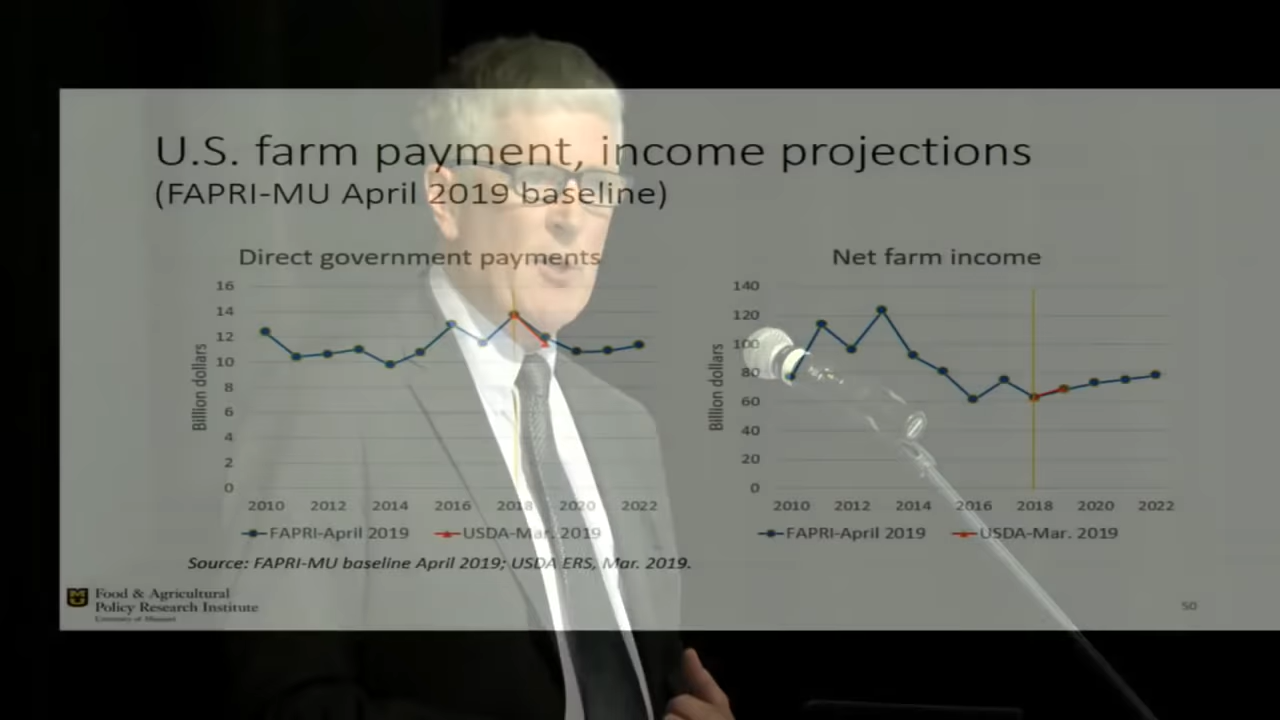 U.S. farm payment, income projections
(FAPRI-MU April 2019 baseline)
Direct government payments
16
14
12
10
8
6
4
2
0
Billion dollars
2010 2012 2014 2016 2018 2020 2022
FAPRI-April 2019 USDA-Mar. 2019
Net farm income
140
120
100
80
60
40
20
0
Billion dollars
2010 2012 2014 2016 2018 2020 2022
FAPRI-April 2019 USDA-Mar. 2019
Source: FAPRI-MU baseline April 2019; USDA ERS, Mar. 2019.
Food & Agricultural
Policy Research Institute
University of Missouri
50